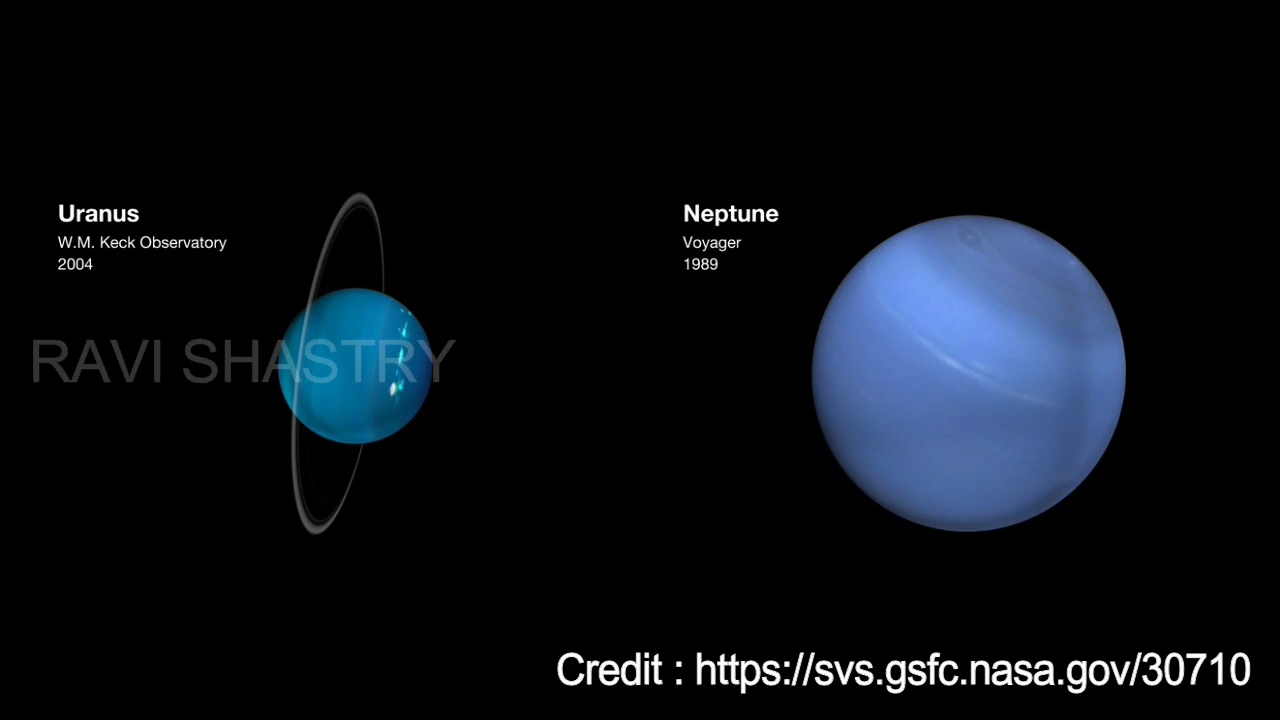 Uranus
W.M. Keck Observatory
2004
Neptune
Voyager
1989
RAVI SHASTRY
Credit : https://svs.gsfc.nasa.gov/30710